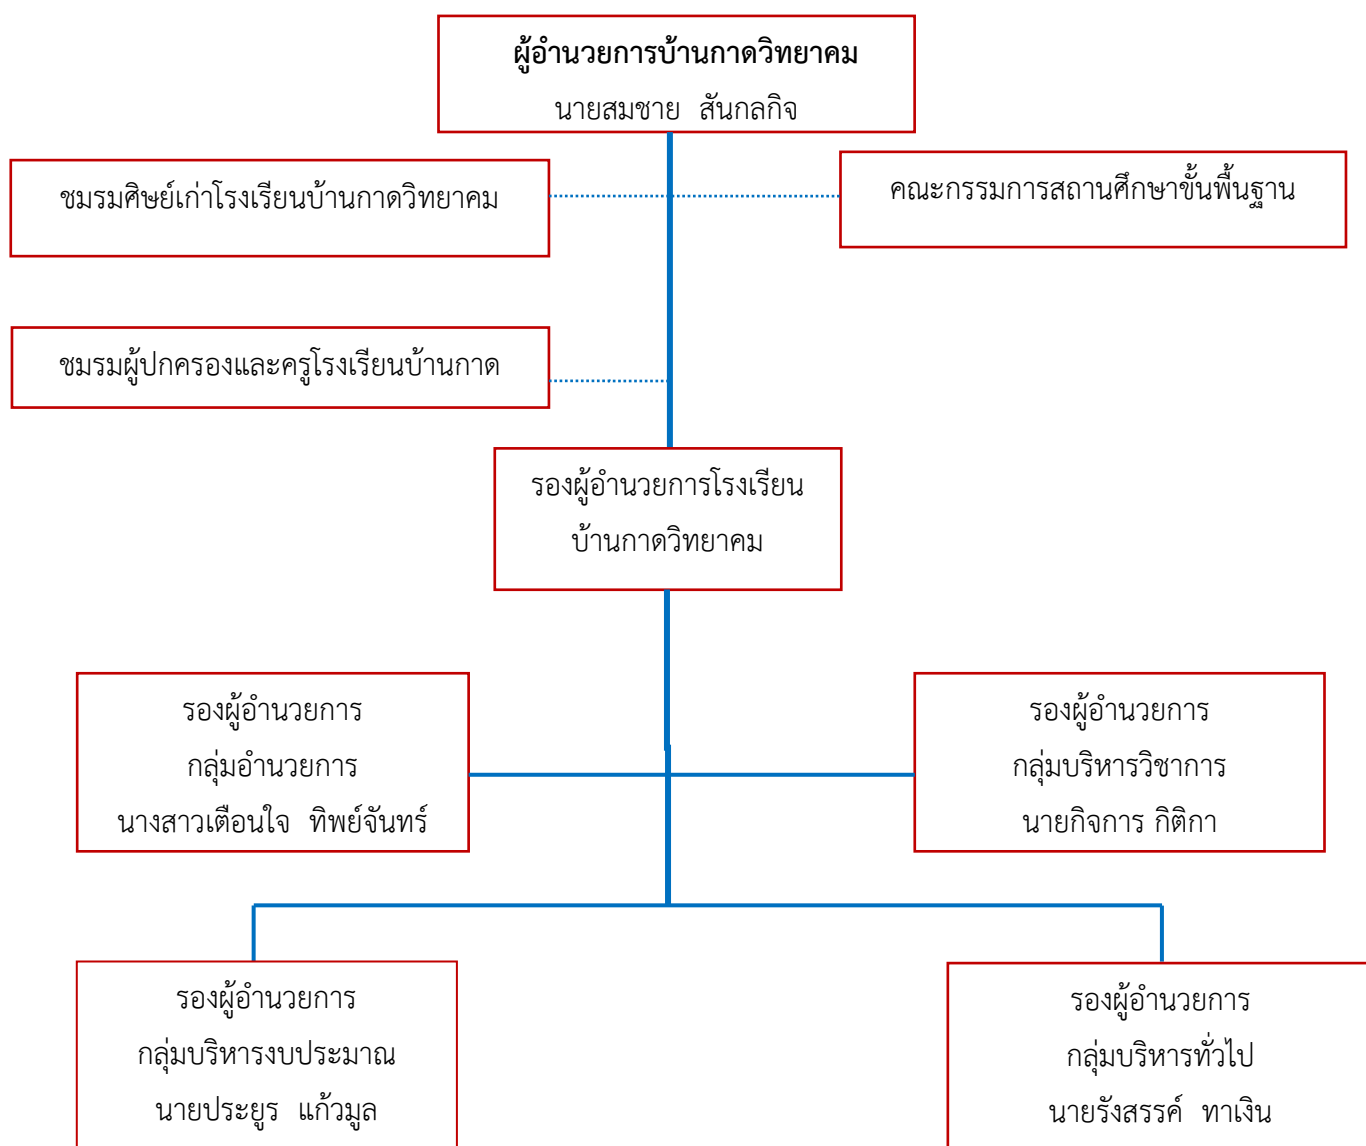 ผู้อำนวยการบ้านกาดวิทยาคม
นายสมชาย สันกลกิจ
ชมรมศิษย์เก่าโรงเรียนบ้านกาดวิทยาคม
คณะกรรมการสถานศึกษาขั้นพื้นฐาน
ชมรมผู้ปกครองและครูโรงเรียนบ้านกาด
รองผู้อำนวยการโรงเรียน
บ้านกาดวิทยาคม
รองผู้อำนวยการ
กลุ่มอำนวยการ
นางสาวเตือนใจ ทิพย์จันทร์
รองผู้อำนวยการ
กลุ่มบริหารวิชาการ
นายกิจการ กิติกา
รองผู้อำนวยการ
กลุ่มบริหารงบประมาณ
นายประยูร แก้วมูล
รองผู้อำนวยการ
กลุ่มบริหารทั่วไป
นายรังสรรค์ ทาเงิน